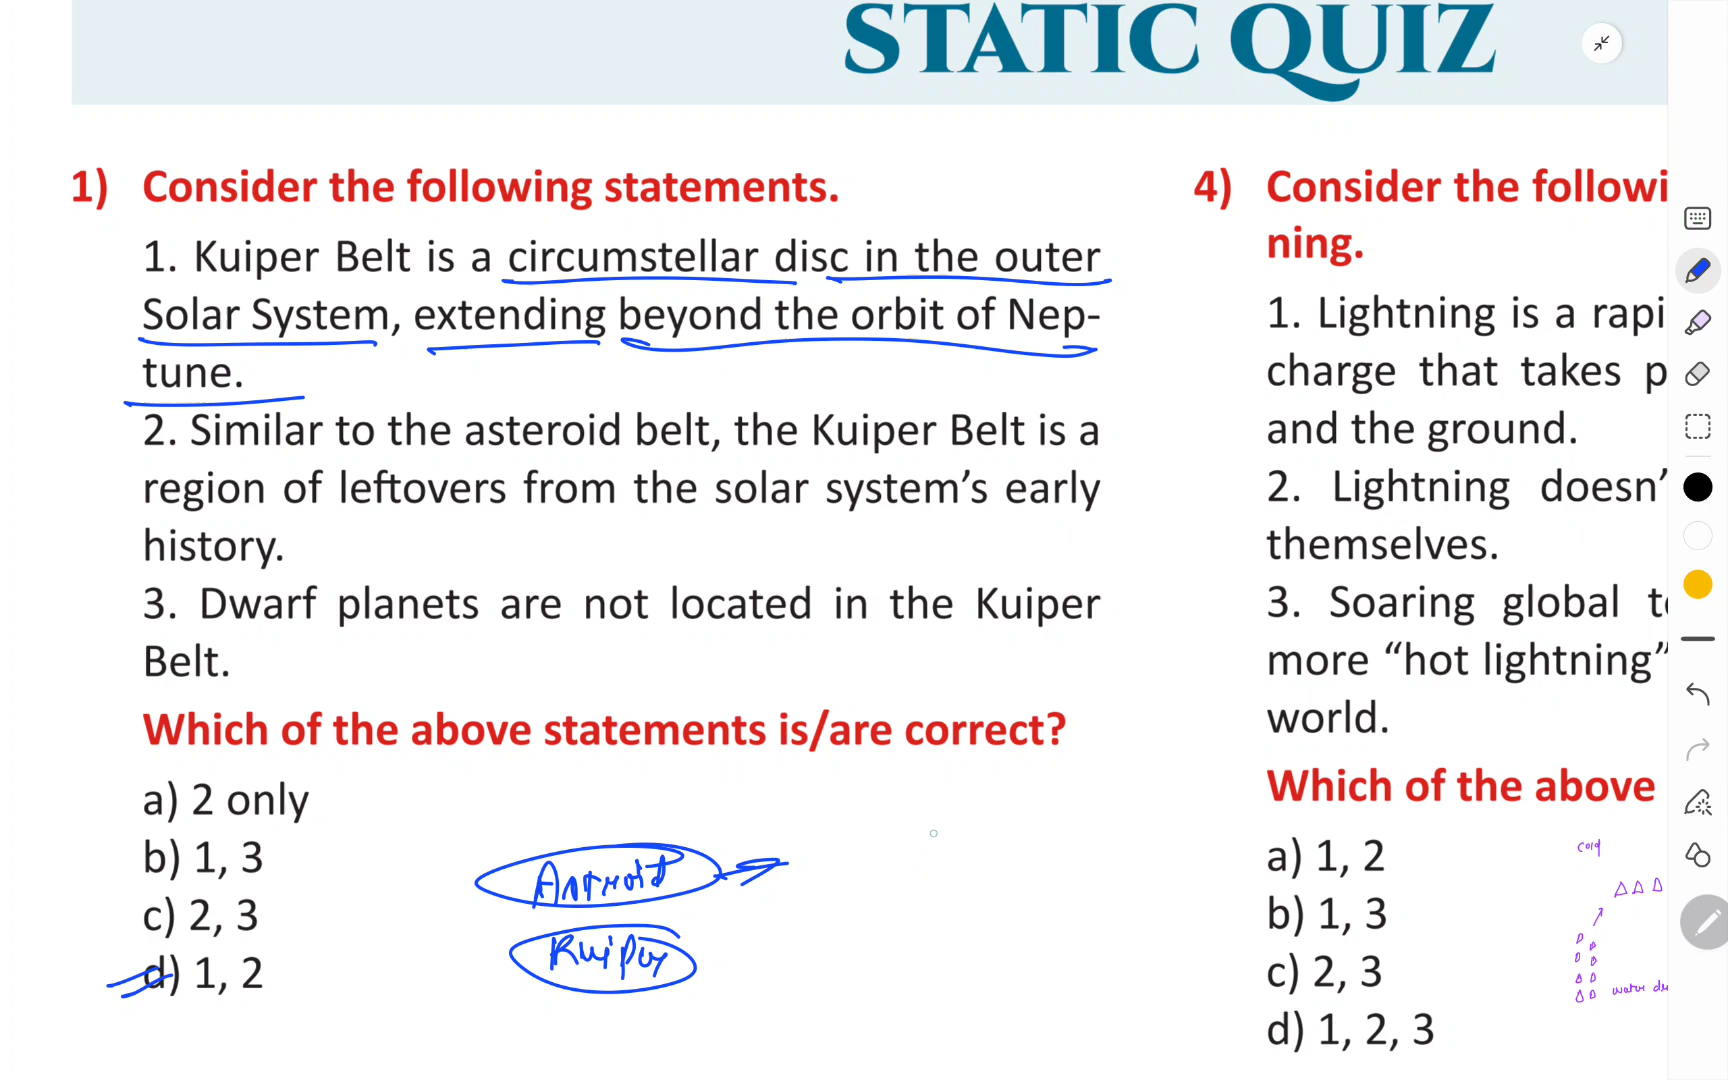 STATIC QUIZ
1) Consider the following statements.
1. Kuiper Belt is a circumstellar disc in the outer
Solar System, extending beyond the orbit of Nep-
tune.
2. Similar to the asteroid belt, the Kuiper Belt is a
region of leftovers from the solar system’s early
history.
3. Dwarf planets are not located in the Kuiper
Belt.
Which of the above statements is/are correct?
a) 2 only
b) 1, 3
c) 2, 3
d) 1, 2
Kuiper
4) Consider the followi
ning.
1. Lightning is a rapi
charge that takes p
and the ground.
2. Lightning doesn’
themselves.
3. Soaring global t
more “hot lightning”
world.
Which of the above
a) 1, 2
b) 1, 3
c) 2, 3
d) 1, 2, 3
cold
water